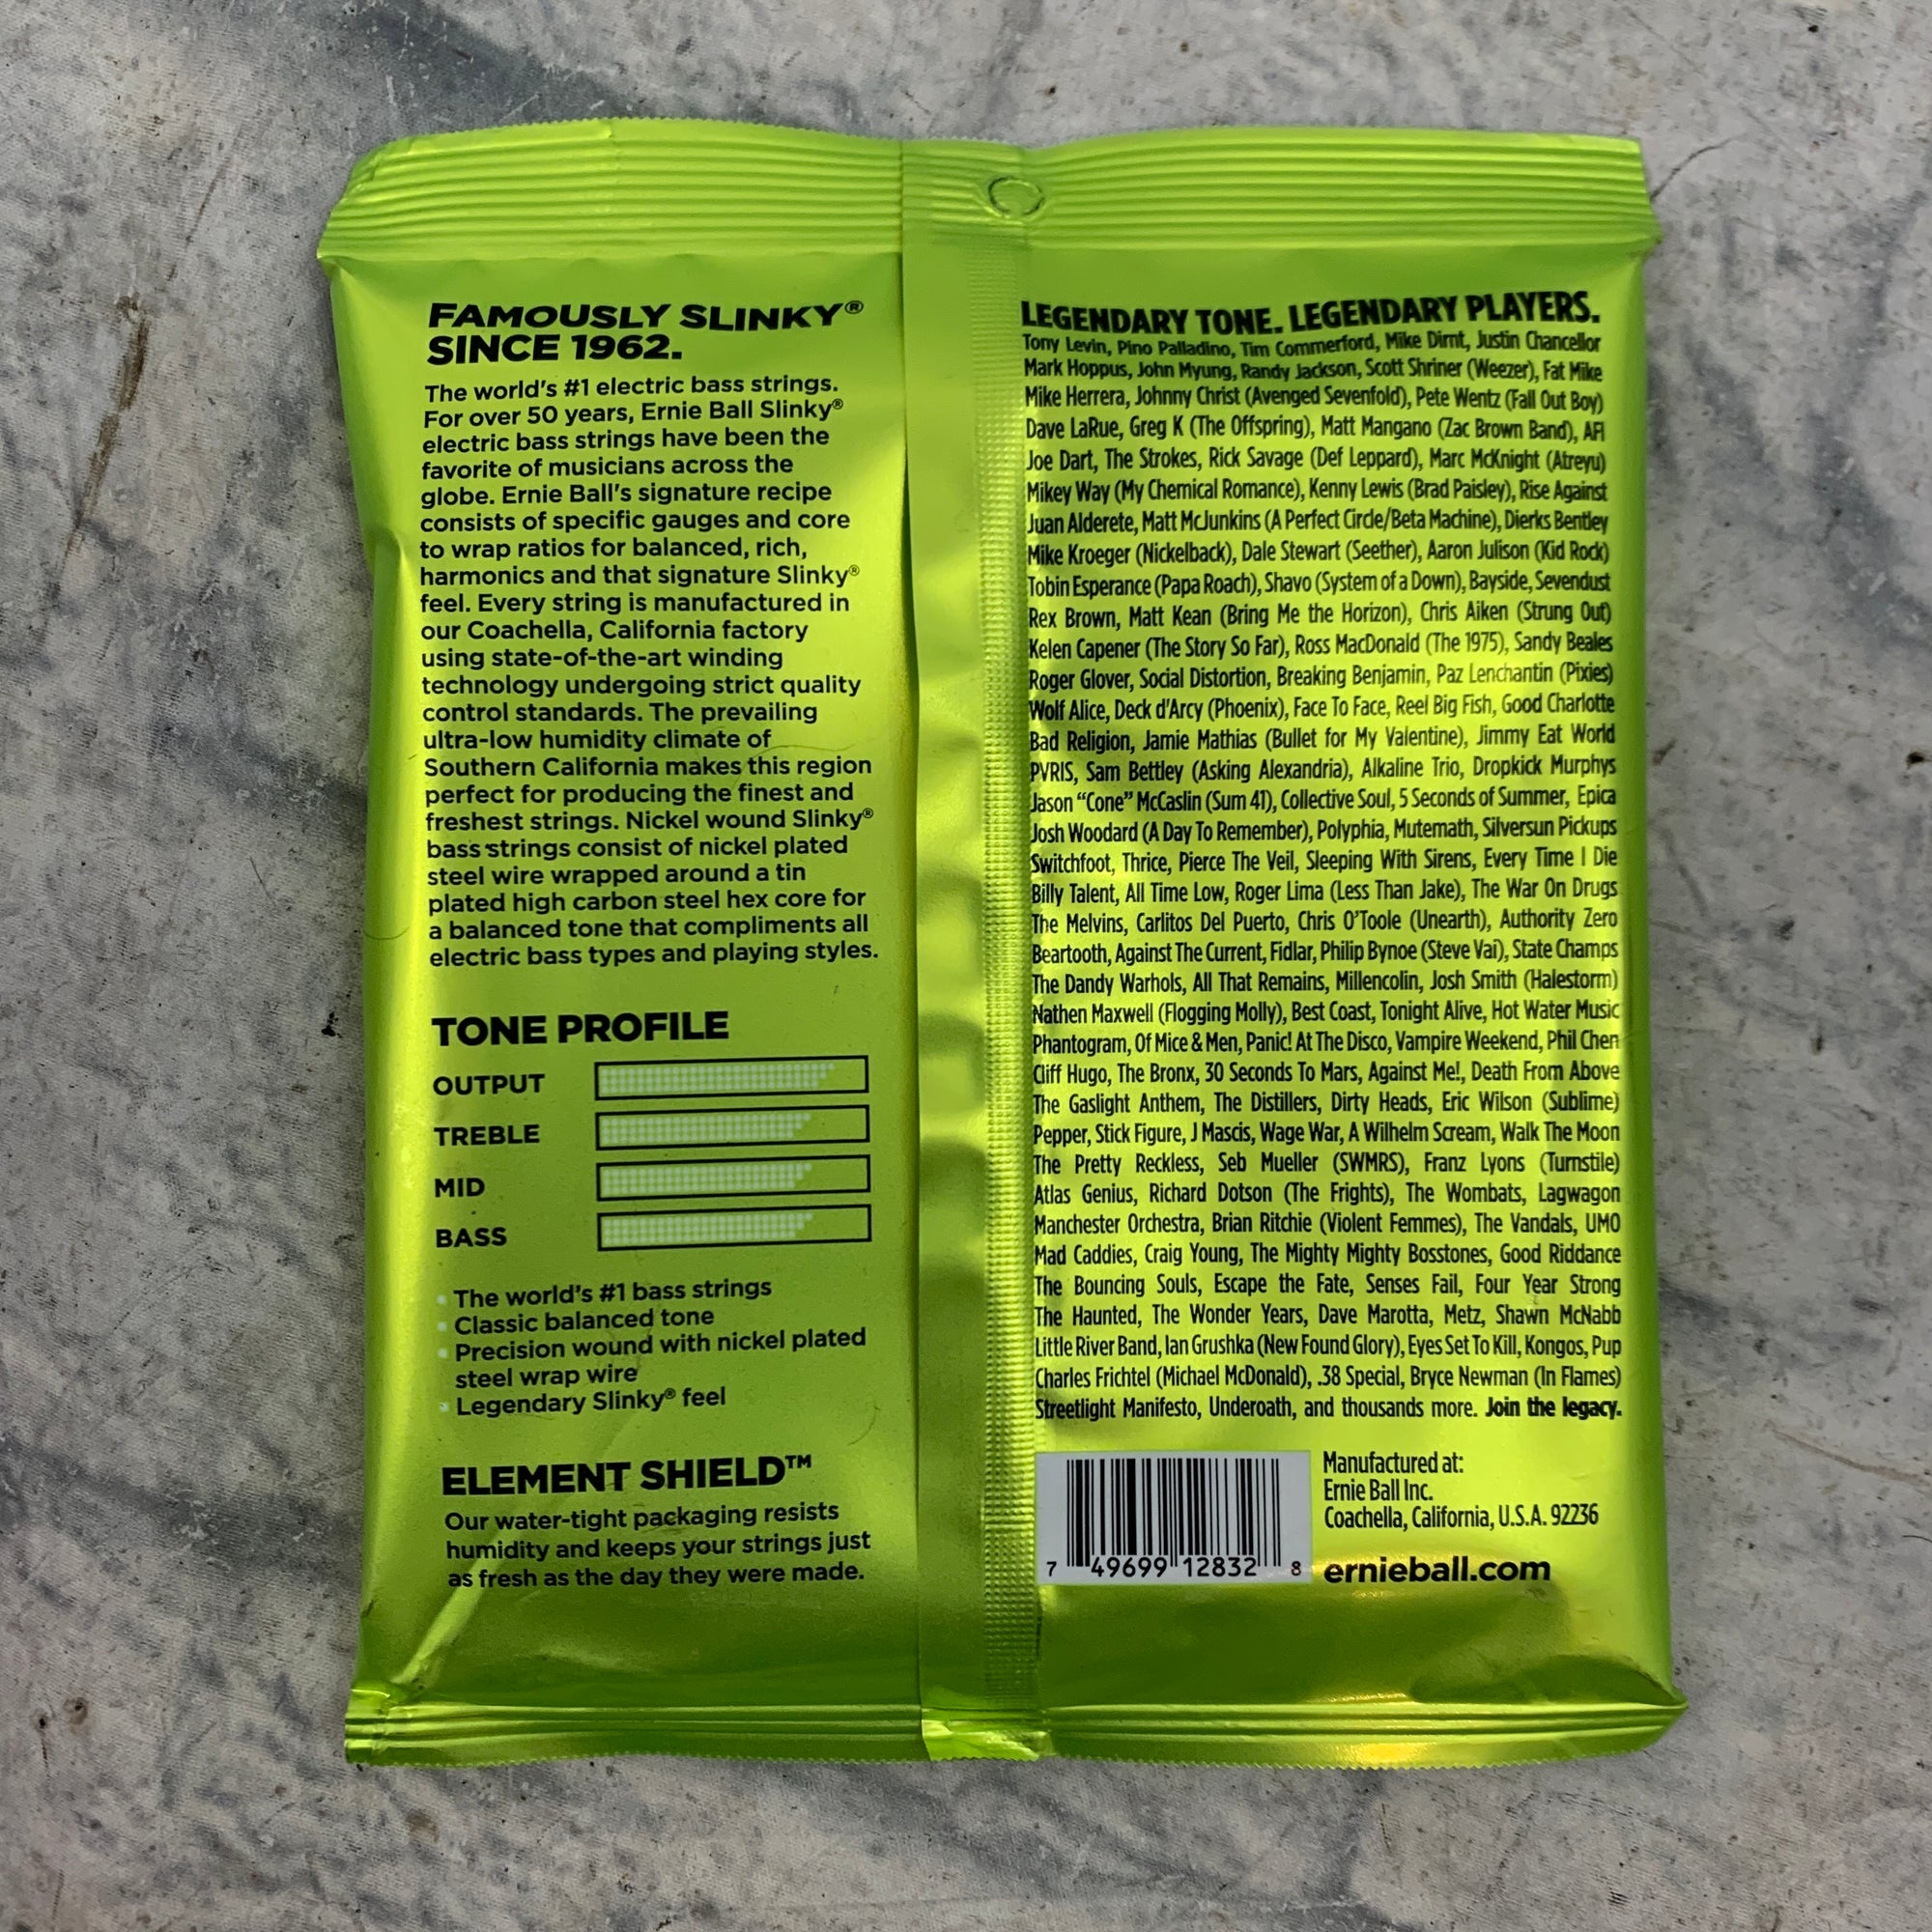 FAMOUSLY SLINKY®
SINCE 1962.
The world's #1 electric bass strings.
For over 50 years, Ernie Ball Slinky®
electric bass strings have been the
favorite of musicians across the
globe. Ernie Ball's signature recipe
consists of specific gauges and core
to wrap ratios for balanced, rich,
harmonics and that signature Slinky®
feel. Every string is manufactured in
our Coachella, California factory
using state-of-the-art winding
technology undergoing strict quality
control standards. The prevailing
ultra-low humidity climate of
Southern California makes this region
perfect for producing the finest and
freshest strings. Nickel wound Slinky®
bass strings consist of nickel plated
steel wire wrapped around a tin
plated high carbon steel hex core for
a balanced tone that compliments all
electric bass types and playing styles.
TONE PROFILE
OUTPUT
TREBLE
MID
BASS
• The world's #1 bass strings
• Classic balanced tone
• Precision wound with nickel plated
steel wrap wire
• Legendary Slinky® feel
ELEMENT SHIELD™
Our water-tight packaging resists
humidity and keeps your strings just
as fresh as the day they were made.
LEGENDARY TONE. LEGENDARY PLAYERS.
Tony Levin, Pino Palladino, Tim Commerford, Mike Dirnt, Justin Chancellor
Mark Hoppus, John Myung, Randy Jackson, Scott Shriner (Weezer), Fat Mike
Mike Herrera, Johnny Christ (Avenged Sevenfold), Pete Wentz (Fall Out Boy)
Dave LaRue, Greg K (The Offspring), Matt Mangano (Zac Brown Band), AFI
Joe Dart, The Strokes, Rick Savage (Def Leppard), Marc McKnight (Atreyu)
Mikey Way (My Chemical Romance), Kenny Lewis (Brad Paisley), Rise Against
Juan Alderete, Matt McJunkins (A Perfect Circle/Beta Machine), Dierks Bentley
Mike Kroeger (Nickelback), Dale Stewart (Seether), Aaron Julison (Kid Rock)
Tobin Esperance (Papa Roach), Shavo (System of a Down), Bayside, Sevendust
Rex Brown, Matt Kean (Bring Me the Horizon), Chris Aiken (Strung Out)
Kelen Capener (The Story So Far), Ross MacDonald (The 1975), Sandy Beales
Roger Glover, Social Distortion, Breaking Benjamin, Paz Lenchantin (Pixies)
Wolf Alice, Deck d'Arcy (Phoenix), Face To Face, Reel Big Fish, Good Charlotte
Bad Religion, Jamie Mathias (Bullet for My Valentine), Jimmy Eat World
PVRIS, Sam Bettley (Asking Alexandria), Alkaline Trio, Dropkick Murphys
Jason “Cone” McCaslin (Sum 41), Collective Soul, 5 Seconds of Summer, Epica
Josh Woodard (A Day To Remember), Polyphia, Mutemath, Silversun Pickups
Switchfoot, Thrice, Pierce The Veil, Sleeping With Sirens, Every Time I Die
Billy Talent, All Time Low, Roger Lima (Less Than Jake), The War On Drugs
The Melvins, Carlitos Del Puerto, Chris O'Toole (Unearth), Authority Zero
Beartooth, Against The Current, Fidlar, Philip Bynoe (Steve Vai), State Champs
The Dandy Warhols, All That Remains, Millencolin, Josh Smith (Halestorm)
Nathen Maxwell (Flogging Molly), Best Coast, Tonight Alive, Hot Water Music
Phantogram, Of Mice & Men, Panic! At The Disco, Vampire Weekend, Phil Chen
Cliff Hugo, The Bronx, 30 Seconds To Mars, Against Me!, Death From Above
The Gaslight Anthem, The Distillers, Dirty Heads, Eric Wilson (Sublime)
Pepper, Stick Figure, J Mascis, Wage War, A Wilhelm Scream, Walk The Moon
The Pretty Reckless, Seb Mueller (SWMRS), Franz Lyons (Turnstile)
Atlas Genius, Richard Dotson (The Frights), The Wombats, Lagwagon
Manchester Orchestra, Brian Ritchie (Violent Femmes), The Vandals, UMO
Mad Caddies, Craig Young, The Mighty Mighty Bosstones, Good Riddance
The Bouncing Souls, Escape the Fate, Senses Fail, Four Year Strong
The Haunted, The Wonder Years, Dave Marotta, Metz, Shawn McNabb
Little River Band, Ian Grushka (New Found Glory), Eyes Set To Kill, Kongos, Pup
Charles Frichtel (Michael McDonald), .38 Special, Bryce Newman (In Flames)
Streetlight Manifesto, Underoath, and thousands more. Join the legacy.
7 49699 12832 8
Manufactured at:
Ernie Ball Inc.
Coachella, California, U.S.A. 92236
ernieball.com